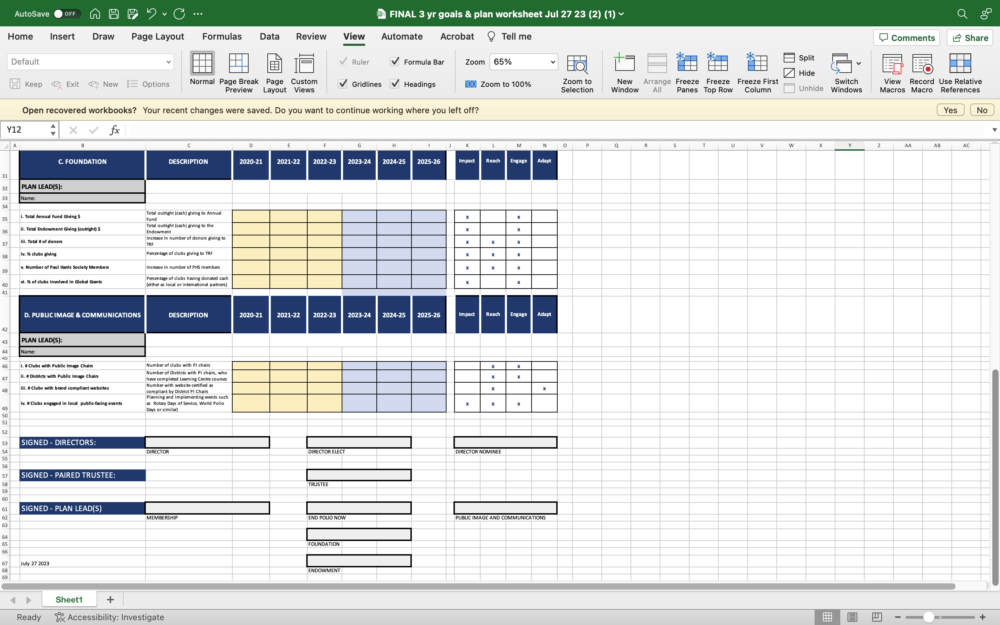 AutoSave OFF
FINAL 3 yr goals & plan worksheet Jul 27 23 (2) (1)
Home Insert Draw Page Layout Formulas Data Review View Automate Acrobat Tell me Comments Share
Default
Keep Exit New Options
Normal
Page Break Preview
Page Layout
Custom Views
Ruler Formula Bar
Gridlines Headings
Zoom 65%
100 Zoom to 100%
Zoom to Selection
New Window
Arrange All
Freeze Panes
Freeze Top Row
Freeze First Column
Split
Hide
Unhide
Switch Windows
View Macros
Record Macro
Use Relative References
Open recovered workbooks? Your recent changes were saved. Do you want to continue working where you left off? Yes No
Y12 fx
A B C D E F G H I J K L M N O P Q R S T U V W X Y Z AA AB AC
31 C. FOUNDATION DESCRIPTION 2020-21 2021-22 2022-23 2023-24 2024-25 2025-26 Impact Reach Engage Adapt
32 PLAN LEAD(S):
33 Name:
34
35 i. Total Annual Fund Giving $ Total outright (cash) giving to Annual Fund x x
36 ii. Total Endowment Giving (outright) $ Total outright (cash) giving to the Endowment x x
37 iii. Total # of donors Increase in number of donors giving to TRF x x x
38 iv. % clubs giving Percentage of clubs giving to TRF x x x
39 v. Number of Paul Harris Society Members Increase in number of PHS members x x x
40 vi. % of clubs involved in Global Grants Percentage of clubs having donated cash (either as local or international partners) x x
41
42 D. PUBLIC IMAGE & COMMUNICATIONS DESCRIPTION 2020-21 2021-22 2022-23 2023-24 2024-25 2025-26 Impact Reach Engage Adapt
43 PLAN LEAD(S):
44 Name:
45
46 i. # Clubs with Public Image Chairs Number of clubs with PI chairs x x
47 ii. # Districts with Public Image Chairs Number of Districts with PI chairs, who have completed Learning Centre courses x x
48 iii. # Clubs with brand compliant websites Number with website certified as compliant by District PI Chairs x x
49 iv. # Clubs engaged in local public-facing events Planning and implementing events such as Rotary Days of Service, World Polio Days or similar) x x x
50
51
52
53 SIGNED - DIRECTORS:
54 DIRECTOR DIRECTOR ELECT DIRECTOR NOMINEE
55
56
57 SIGNED - PAIRED TRUSTEE:
58 TRUSTEE
59
60
61 SIGNED - PLAN LEAD(S)
62 MEMBERSHIP END POLIO NOW PUBLIC IMAGE AND COMMUNICATIONS
63
64
65 FOUNDATION
66
67 July 27 2023
68 ENDOWMENT
69
Sheet1
Ready Accessibility: Investigate